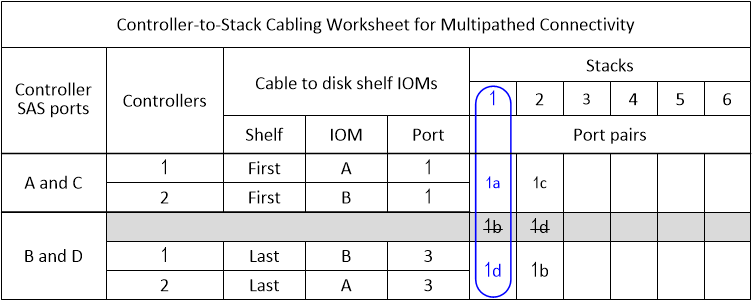 Controller-to-Stack Cabling Worksheet for Multipathed Connectivity
Controller SAS ports Controllers Cable to disk shelf IOMs Stacks
1 2 3 4 5 6
Shelf IOM Port Port pairs
A and C 1 First A 1 1a 1c
2 First B 1
1b 1d
B and D 1 Last B 3 1d 1b
2 Last A 3